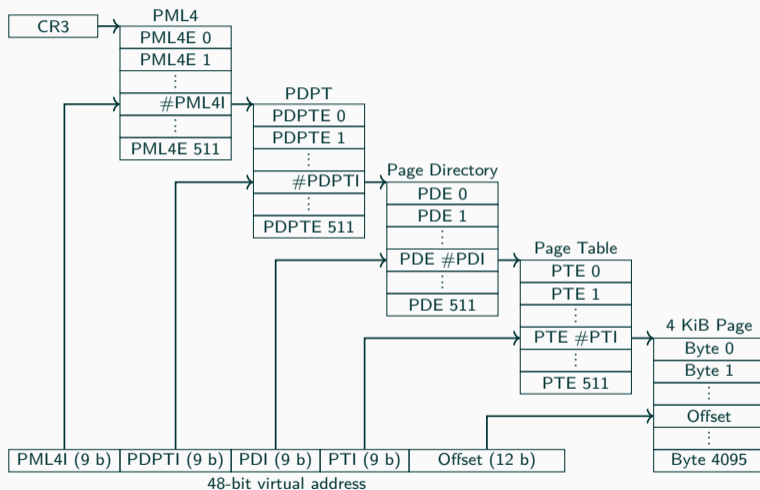 PML4
CR3
PML4E 0
PML4E 1
⋮
#PML4I
⋮
PML4E 511
PDPT
PDPTE 0
PDPTE 1
⋮
#PDPTI
⋮
PDPTE 511
Page Directory
PDE 0
PDE 1
⋮
PDE #PDI
⋮
PDE 511
Page Table
PTE 0
PTE 1
⋮
PTE #PTI
⋮
PTE 511
4 KiB Page
Byte 0
Byte 1
⋮
Offset
⋮
Byte 4095
PML4I (9 b) PDPTI (9 b) PDI (9 b) PTI (9 b) Offset (12 b)
48-bit virtual address